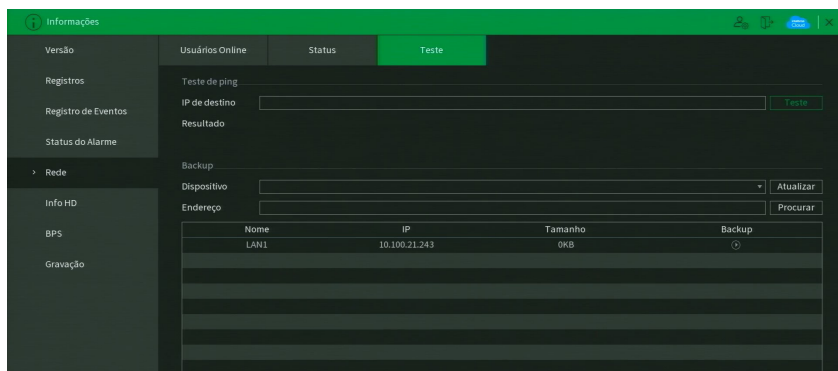 Informações
Versão
Registros
Registro de Eventos
Status do Alarme
Rede
Info HD
BPS
Gravação
Usuários Online Status Teste
Teste de ping
IP de destino Teste
Resultado
Backup
Dispositivo Atualizar
Endereço Procurar
Nome IP Tamanho Backup
LAN1 10.100.21.243 0KB